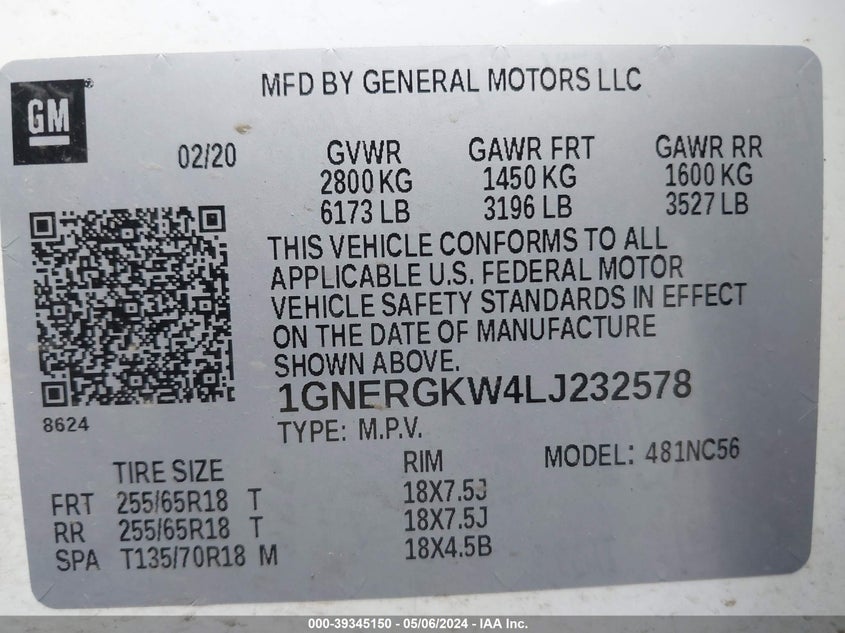 MFD BY GENERAL MOTORS LLC
GM
02/20
GVWR GAWR FRT GAWR RR
2800 KG 1450 KG 1600 KG
6173 LB 3196 LB 3527 LB
THIS VEHICLE CONFORMS TO ALL
APPLICABLE U.S. FEDERAL MOTOR
VEHICLE SAFETY STANDARDS IN EFFECT
ON THE DATE OF MANUFACTURE
SHOWN ABOVE.
1GNERGKW4LJ232578
8624
TYPE: M.P.V.
MODEL: 481NC56
TIRE SIZE RIM
FRT 255/65R18 T 18X7.5J
RR 255/65R18 T 18X7.5J
SPA T135/70R18 M 18X4.5B
000-39345150 - 05/06/2024 - IAA Inc.